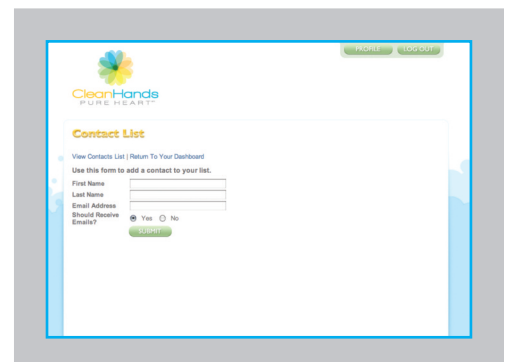 PROFILE LOG OUT
CleanHands
PURE HEART™
Contact List
View Contacts List | Return To Your Dashboard
Use this form to add a contact to your list.
First Name
Last Name
Email Address
Should Receive
Emails?
Yes No
SUBMIT